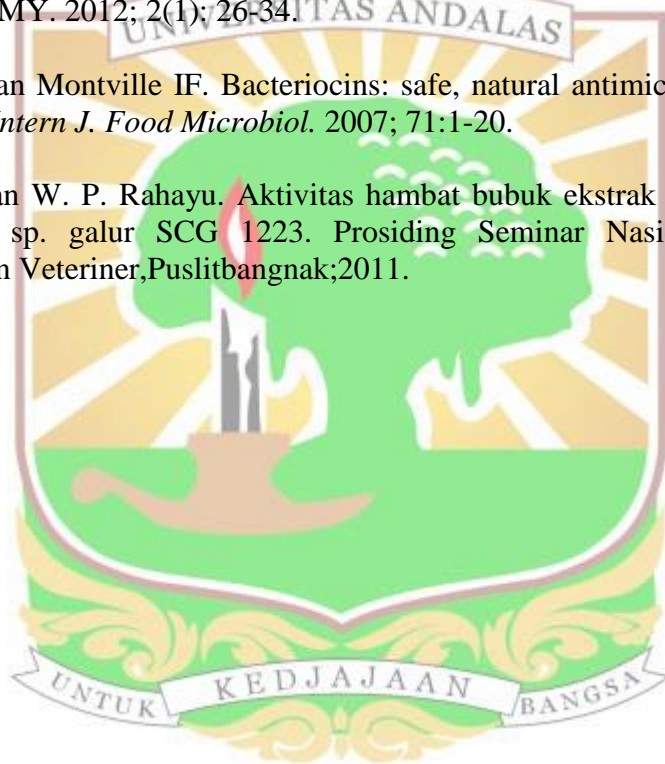 MY. 2012; 2(1): 26-34.
UNIVERSITAS ANDALAS
an Montville IF. Bacteriocins: safe, natural antimic
Intern J. Food Microbiol. 2007; 71:1-20.
an W. P. Rahayu. Aktivitas hambat bubuk ekstrak
sp. galur SCG 1223. Prosiding Seminar Nasi
n Veteriner,Puslitbangnak;2011.
UNTUK KEDJAJAAN BANGSA